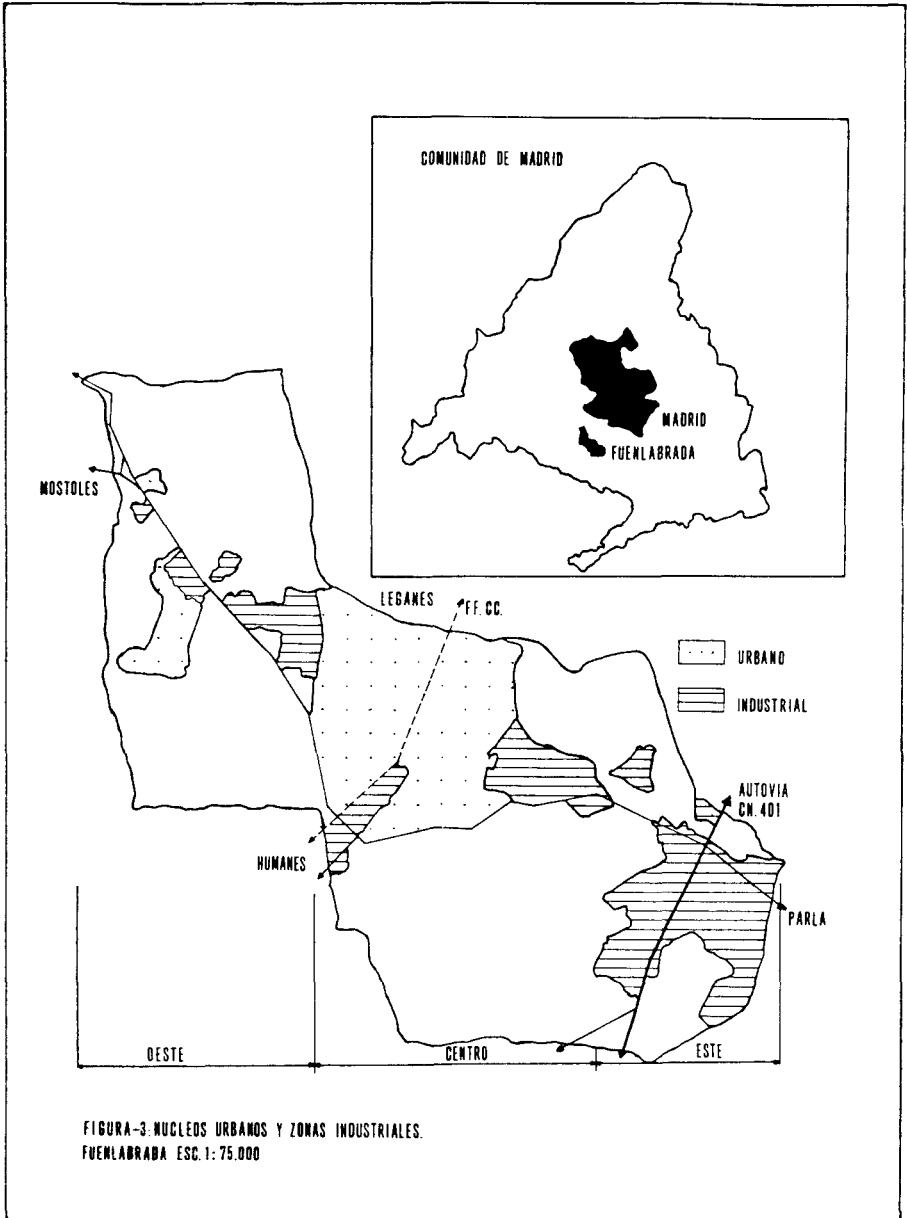 COMUNIDAD DE MADRID
MADRID
FUENLABRADA
MOSTOLES
LEGANES
FF.CC.
URBANO
INDUSTRIAL
AUTOVIA
CN.401
HUMANES
PARLA
OESTE
CENTRO
ESTE
FIGURA-3.NUCLEOS URBANOS Y ZONAS INDUSTRIALES.
FUENLABRABA ESC.1:75.000